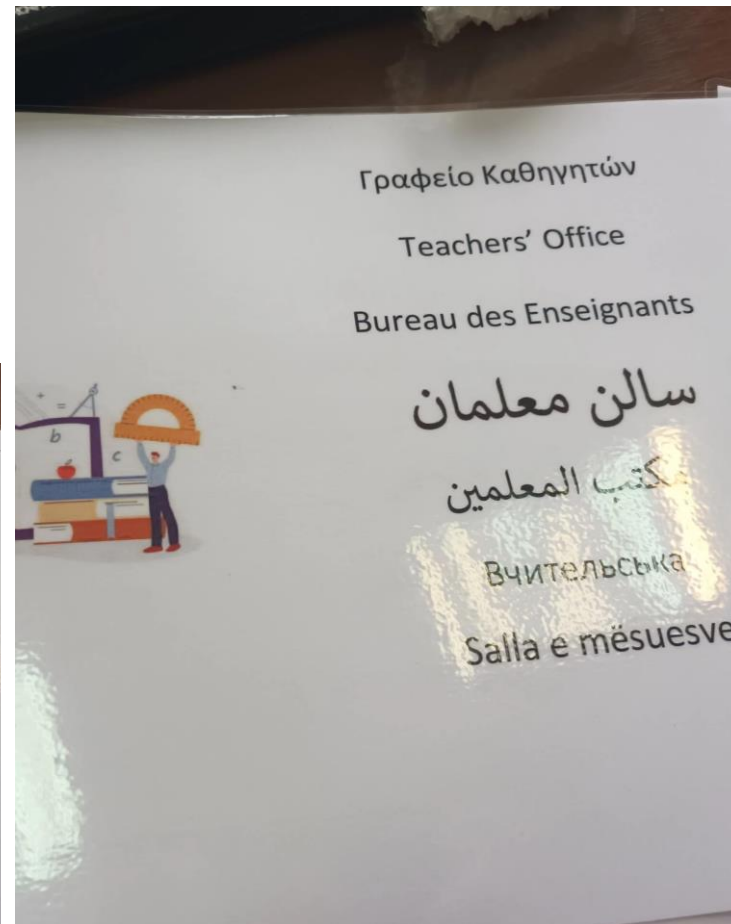 Γραφείο Καθηγητών
Teachers' Office
Bureau des Enseignants
سالن معلمان
مكتب المعلمين
Вчительська
Salla e mësuesve
b
c